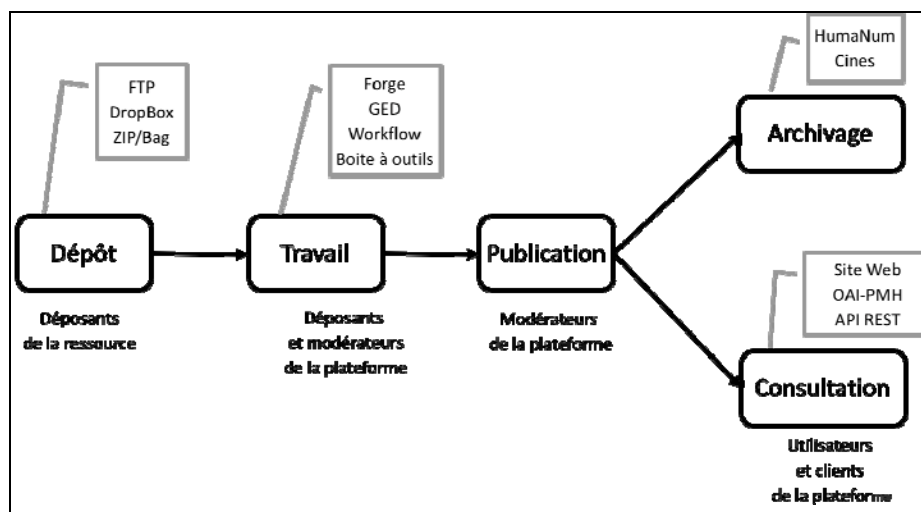 HumaNum
Cines
FTP
DropBox
ZIP/Bag
Forge
GED
Workflow
Boite à outils
Archivage
Dépôt
Travail
Publication
Déposants
de la ressource
Déposants
et modérateurs
de la plateforme
Modérateurs
de la plateforme
Site Web
OAI-PMH
API REST
Consultation
Utilisateurs
et clients
de la plateforme